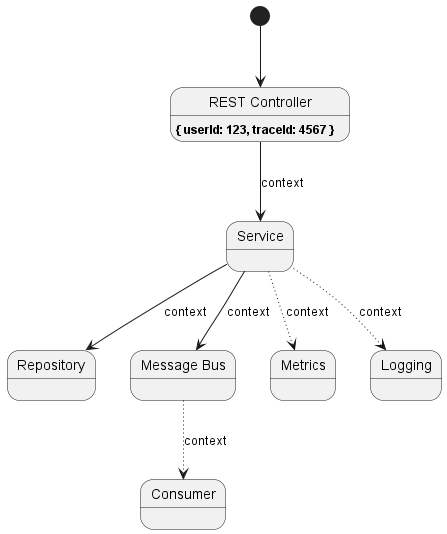 REST Controller
{ userId: 123, traceId: 4567 }
context
Service
context
context
context
context
Repository
Message Bus
Metrics
Logging
context
Consumer